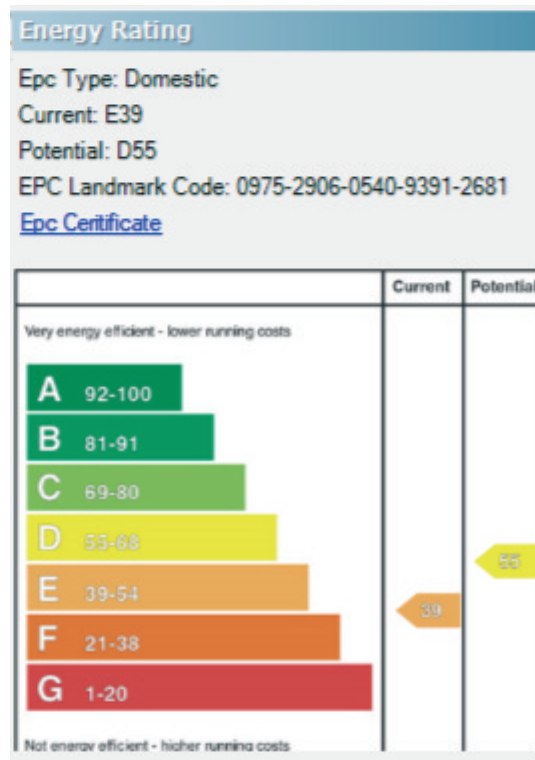 Energy Rating
Epc Type: Domestic
Current: E39
Potential: D55
EPC Landmark Code: 0975-2906-0540-9391-2681
Epc Ceritificate
Current Potential
Very energy efficient - lower running costs
A 92-100
B 81-91
C 69-80
D 55-68
55
E 39-54
39
F 21-38
G 1-20
Not energy efficient - higher running costs